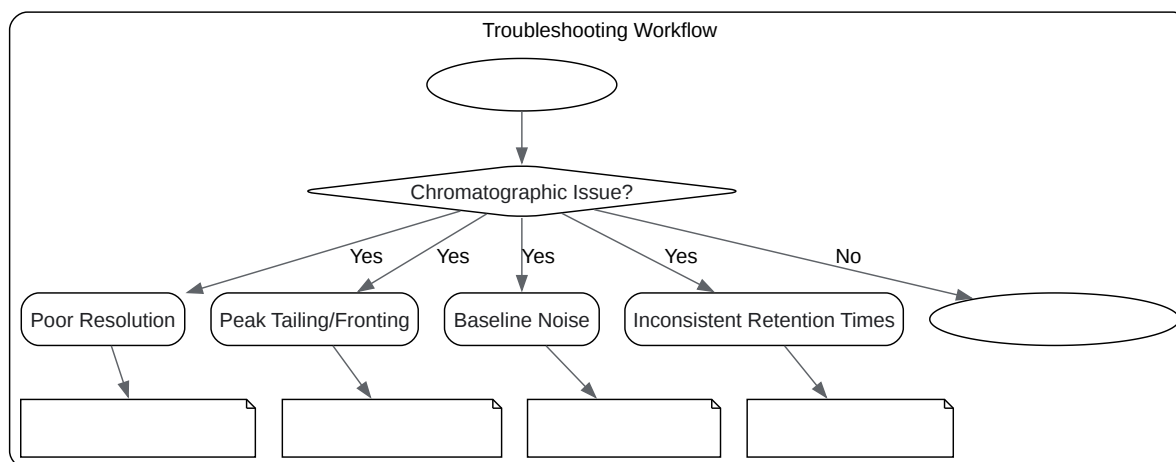 Troubleshooting Workflow
Chromatographic Issue?
Yes
Yes
Yes
Yes
No
Poor Resolution
Peak Tailing/Fronting
Baseline Noise
Inconsistent Retention Times